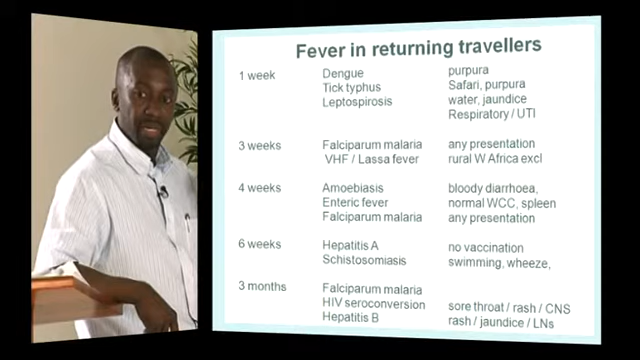 Fever in returning travellers
1 week Dengue purpura
Tick typhus Safari, purpura
Leptospirosis water, jaundice
Respiratory / UTI
3 weeks Falciparum malaria any presentation
VHF / Lassa fever rural W Africa excl
4 weeks Amoebiasis bloody diarrhoea,
Enteric fever normal WCC, spleen
Falciparum malaria any presentation
6 weeks Hepatitis A no vaccination
Schistosomiasis swimming, wheeze,
3 months Falciparum malaria
HIV seroconversion sore throat / rash / CNS
Hepatitis B rash / jaundice / LNs